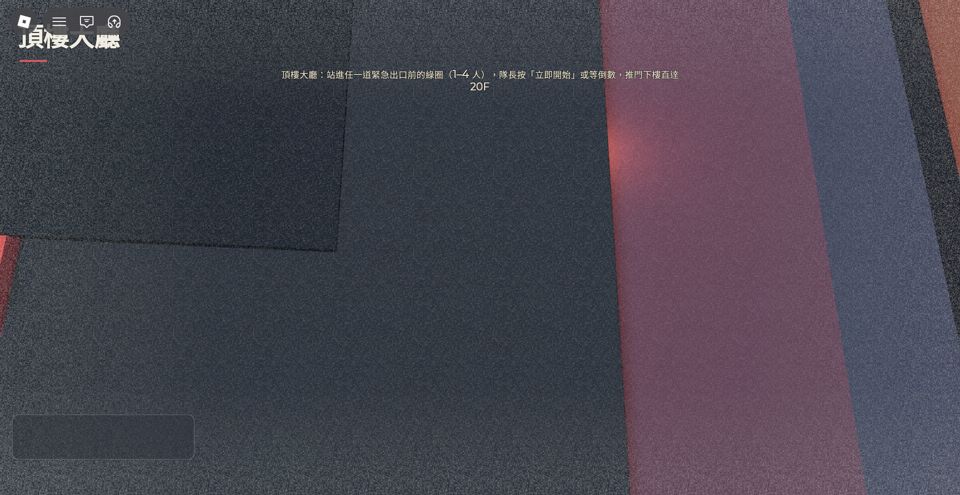 頂樓大廳
頂樓大廳：站進任一道緊急出口前的綠圈（1–4 人），隊長按「立即開始」或等倒數，推門下樓直達
20F